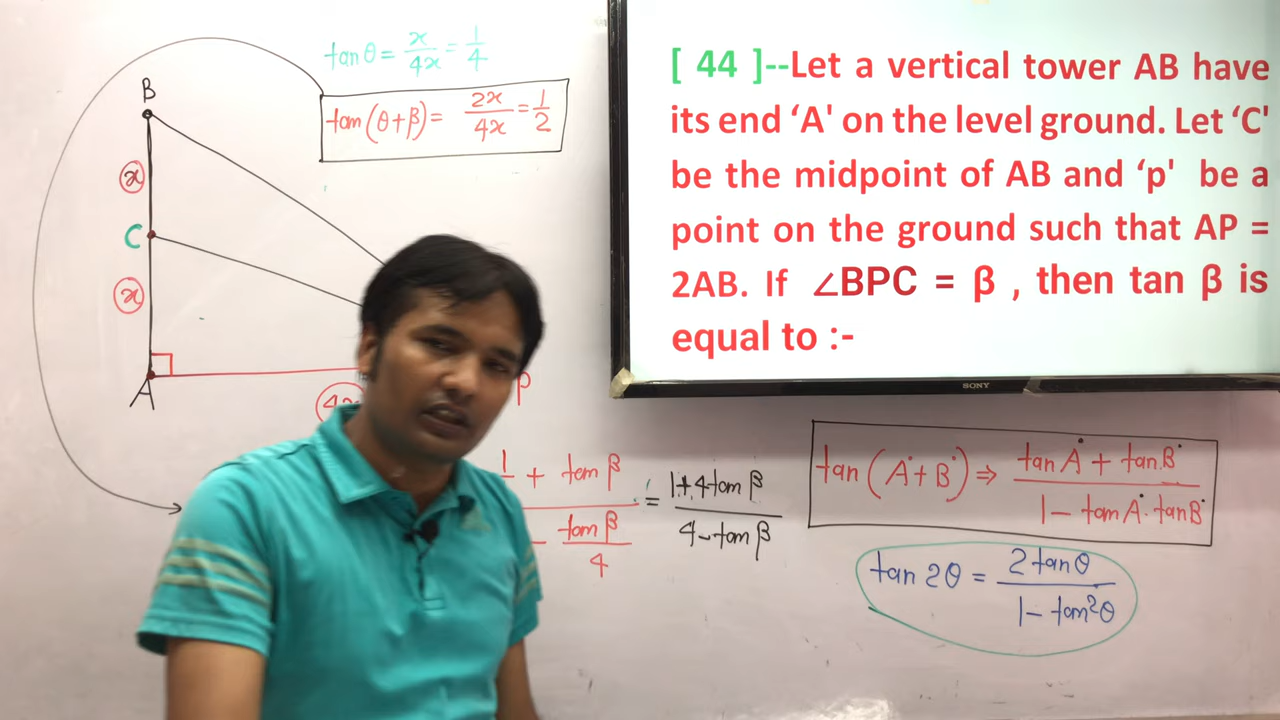 tan θ = x/4x = 1/4
tan (θ+β) = 2x/4x = 1/2
B
x
C
x
A
P
1/ + tan β / - tan β/4 = 1+4tan β / 4-tan β
[ 44 ]--Let a vertical tower AB have
its end ‘A' on the level ground. Let ‘C'
be the midpoint of AB and ‘p' be a
point on the ground such that AP =
2AB. If ∠BPC = β , then tan β is
equal to :-
SONY
tan (A+B) ⇒ tan A + tan B / 1 - tan A · tan B
tan 2θ = 2 tan θ / 1 - tan²θ